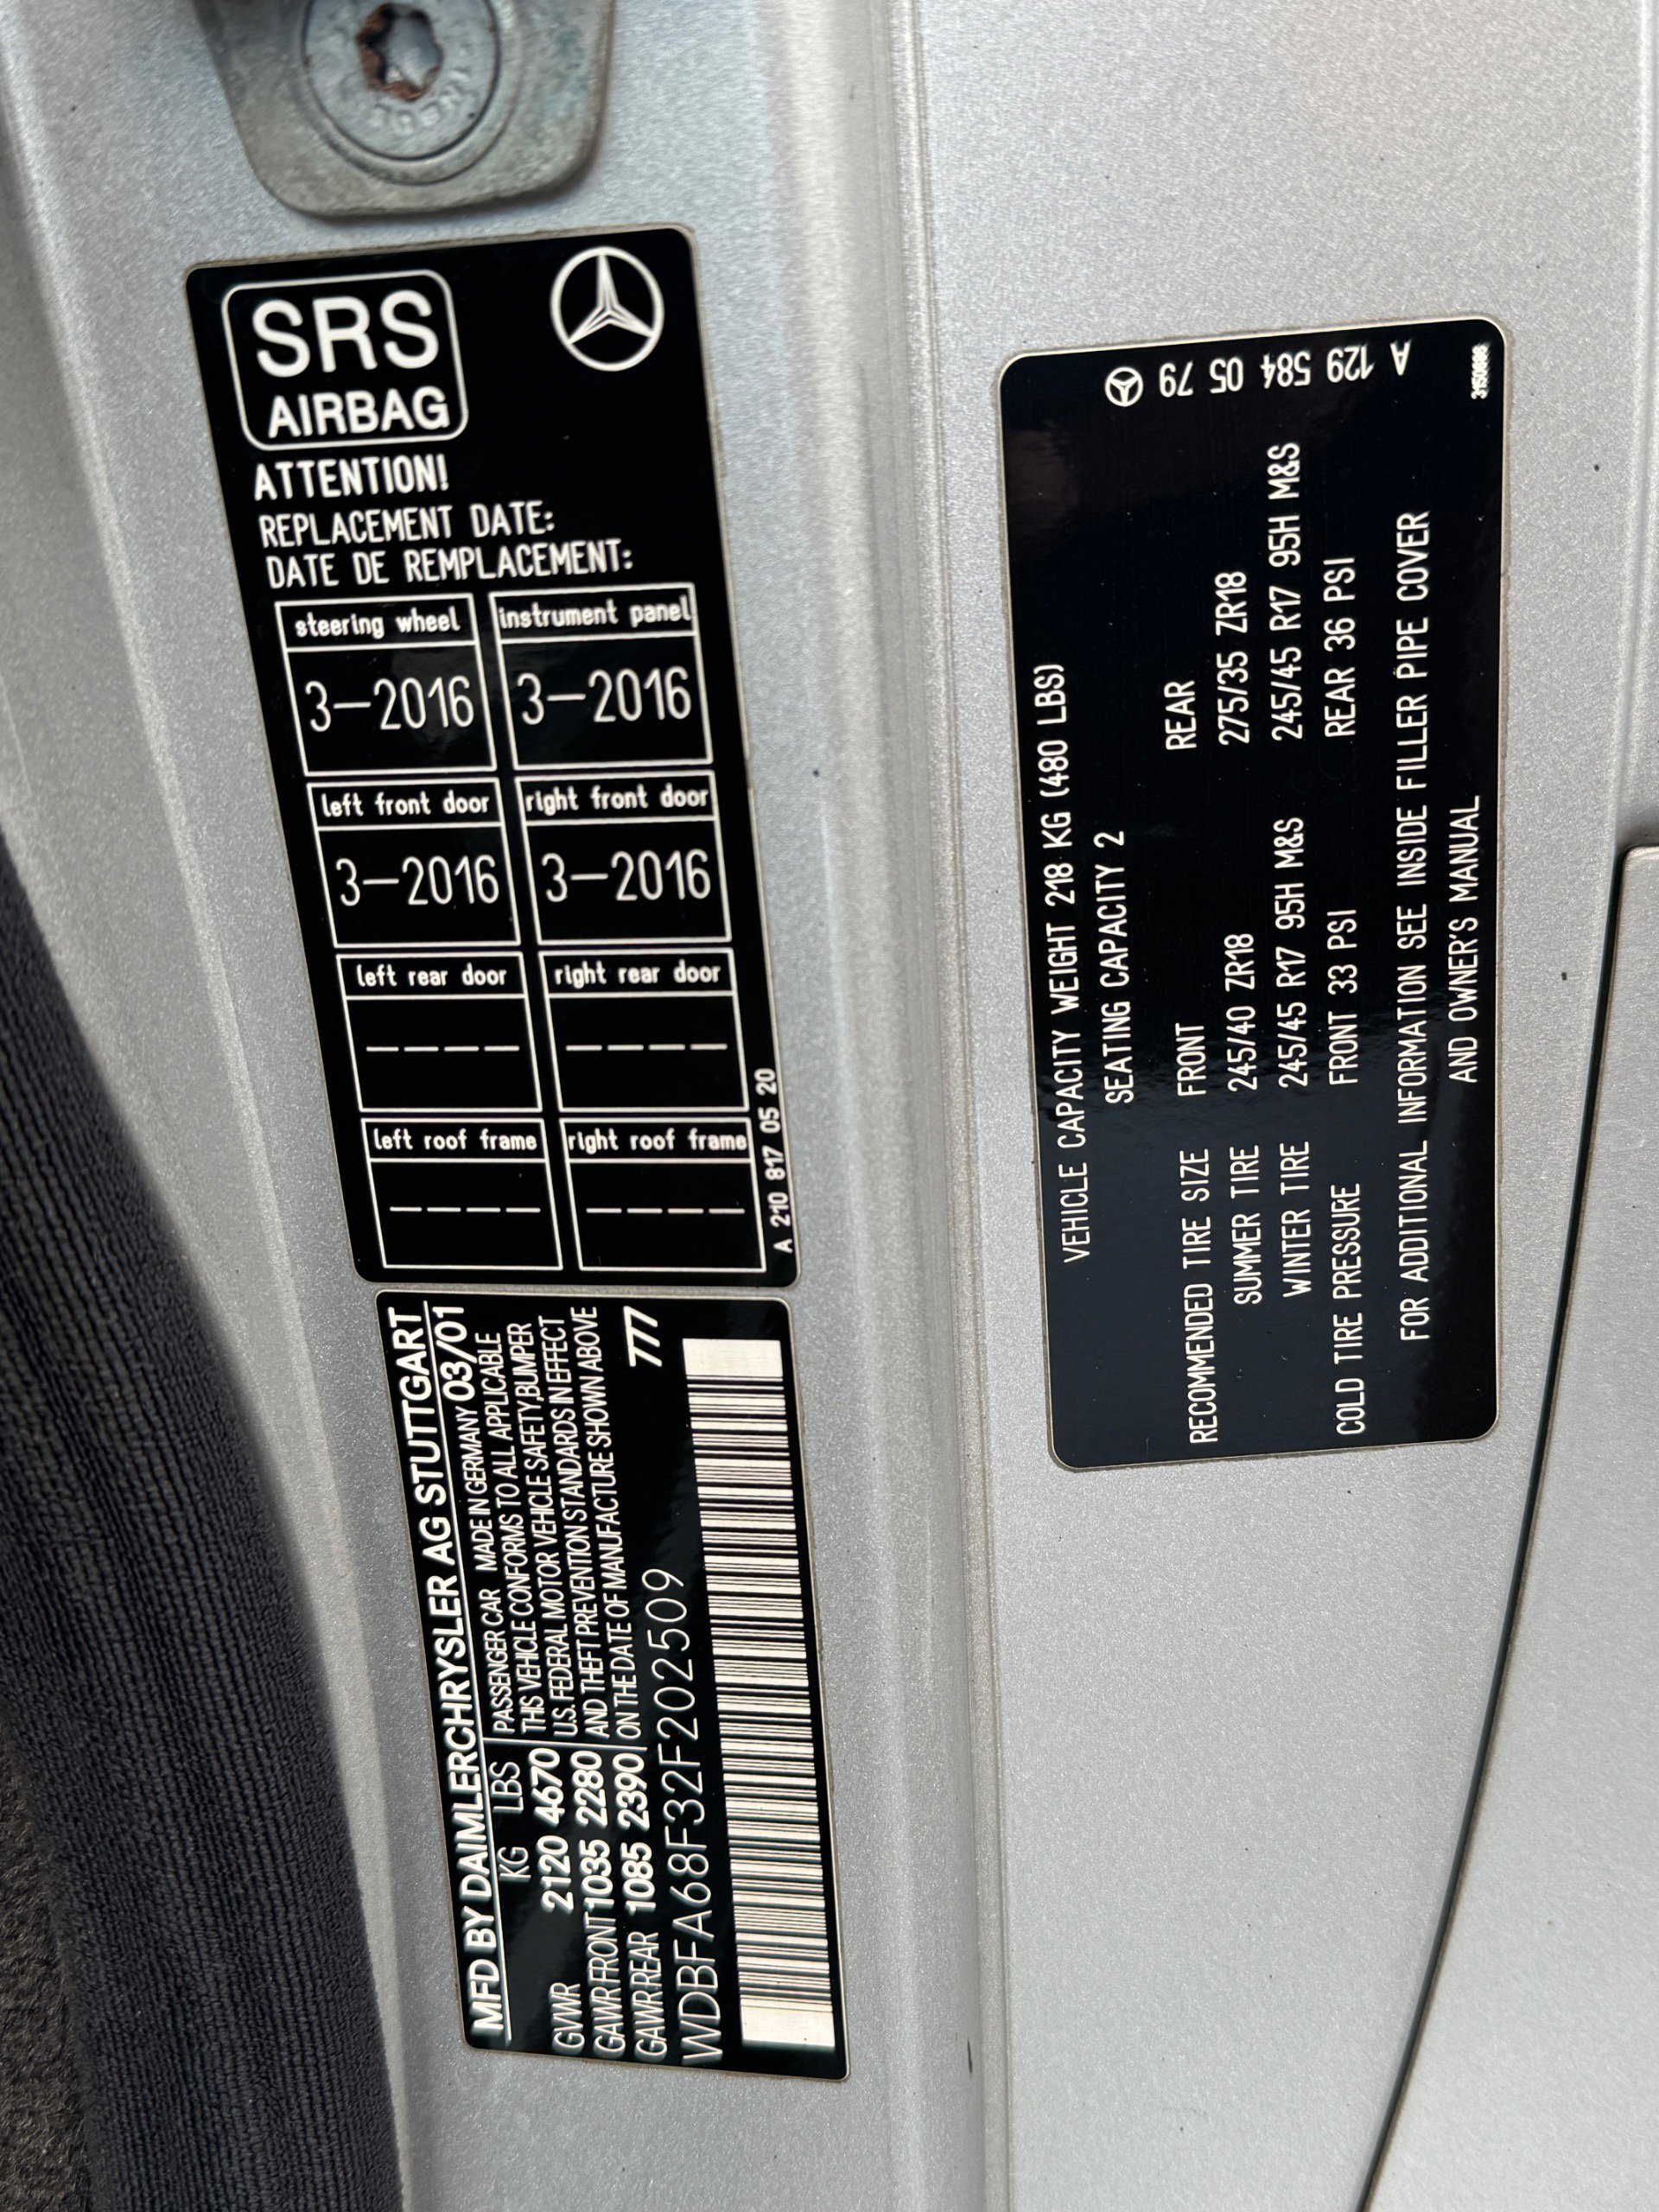 SRS
AIRBAG
ATTENTION!
REPLACEMENT DATE:
DATE DE REMPLACEMENT:
steering wheel instrument panel
3-2016 3-2016
left front door right front door
3-2016 3-2016
left rear door right rear door
---- ----
left roof frame right roof frame
---- ----
A 210 817 05 20
MFD BY DAIMLERCHRYSLER AG STUTTGART
KG LBS PASSENGER CAR MADE IN GERMANY 03/01
THIS VEHICLE CONFORMS TO ALL APPLICABLE
GVWR 2120 4670 U.S. FEDERAL MOTOR VEHICLE SAFETY,BUMPER
GAWR FRONT 1035 2280 AND THEFT PREVENTION STANDARDS IN EFFECT
GAWR REAR 1085 2390 ON THE DATE OF MANUFACTURE SHOWN ABOVE
WDBFA68F32F202509 777
VEHICLE CAPACITY WEIGHT 218 KG (480 LBS)
SEATING CAPACITY 2
RECOMMENDED TIRE SIZE FRONT REAR
SUMMER TIRE 245/40 ZR18 275/35 ZR18
WINTER TIRE 245/45 R17 95H M&S 245/45 R17 95H M&S
COLD TIRE PRESSURE FRONT 33 PSI REAR 36 PSI
FOR ADDITIONAL INFORMATION SEE INSIDE FILLER PIPE COVER
AND OWNER'S MANUAL
A 129 584 05 79